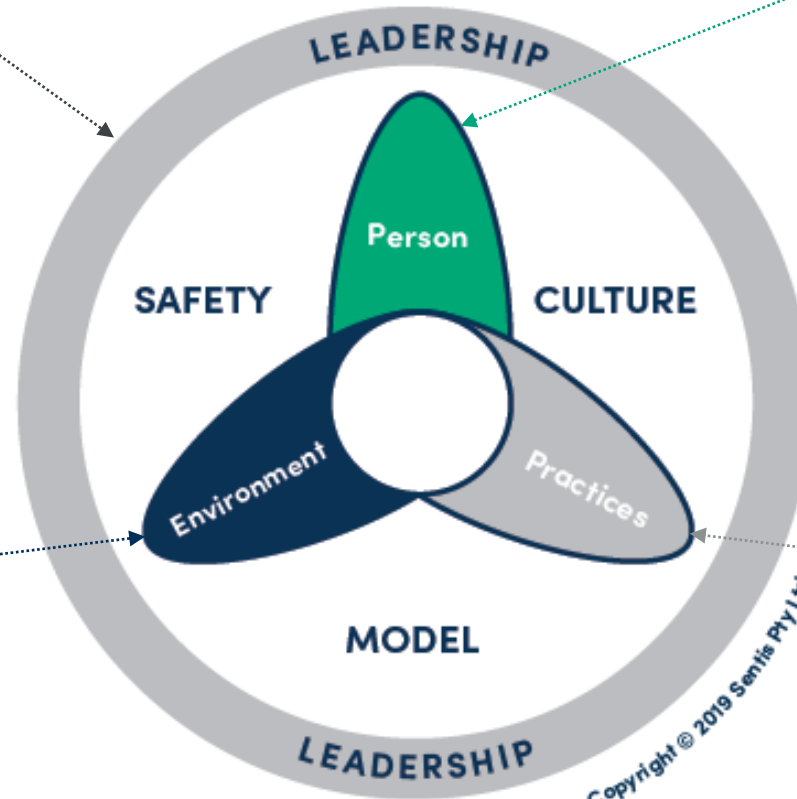 LEADERSHIP
Person
SAFETY
CULTURE
Environment
Practices
MODEL
LEADERSHIP
Copyright © 2019 Sentis Pty